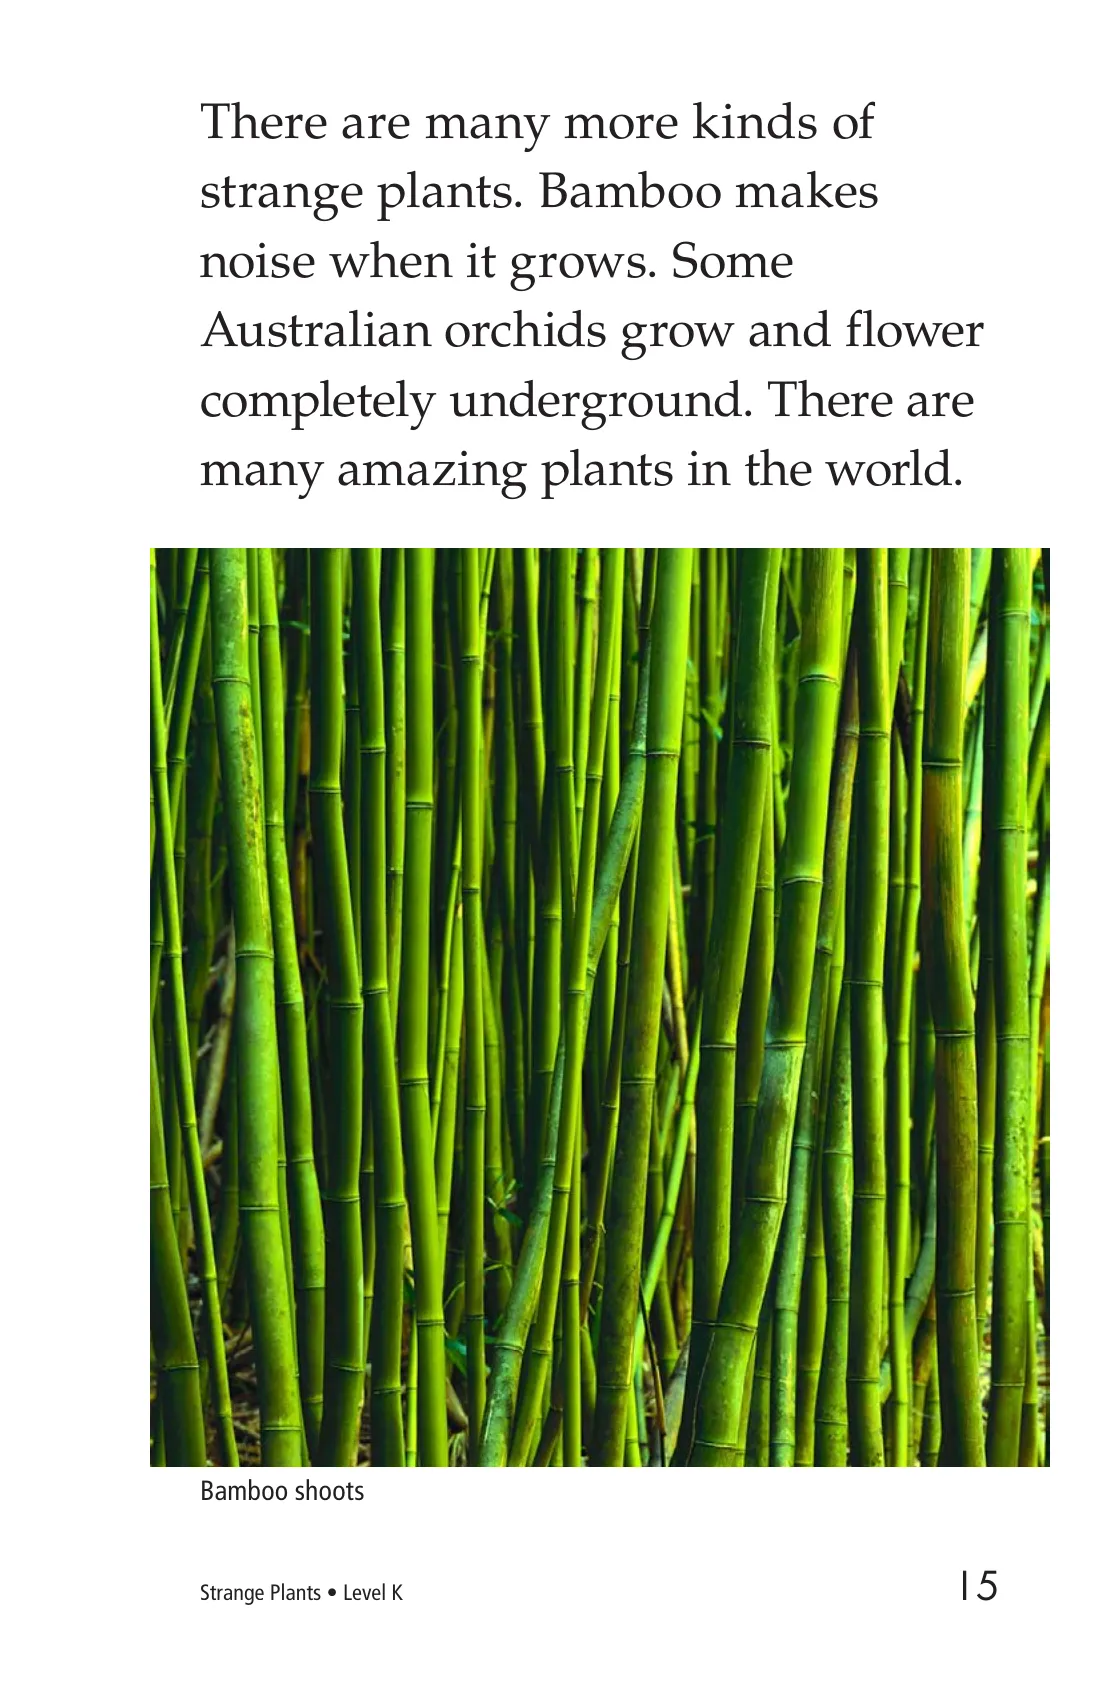 There are many more kinds of
strange plants. Bamboo makes
noise when it grows. Some
Australian orchids grow and flower
completely underground. There are
many amazing plants in the world.
Bamboo shoots
Strange Plants • Level K
15